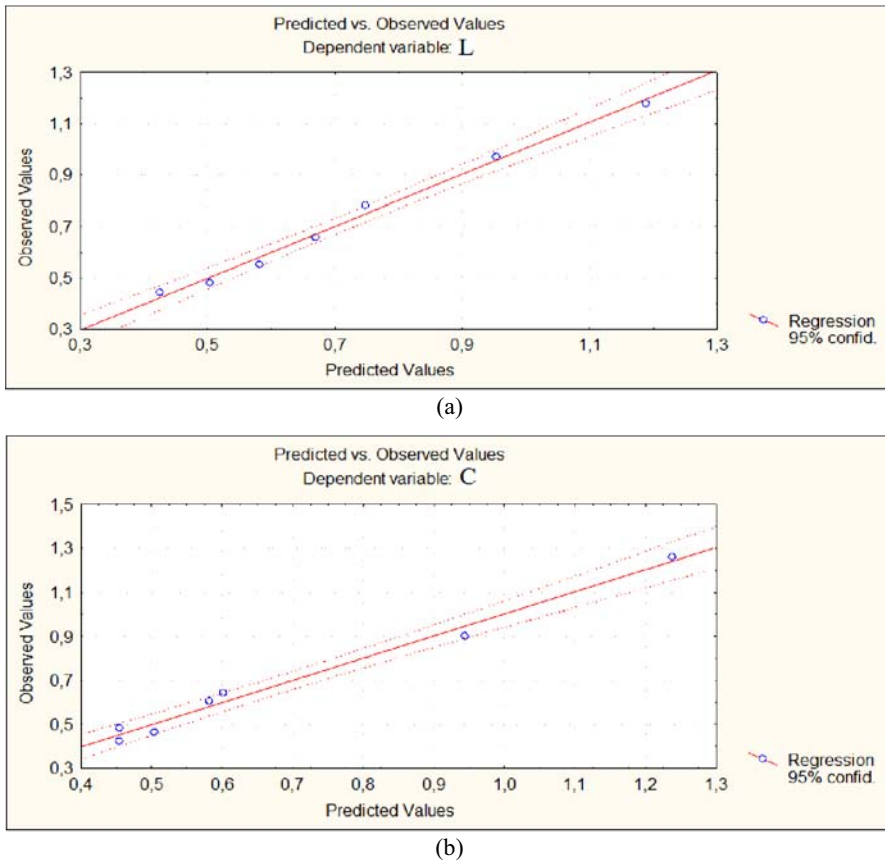 Predicted vs. Observed Values
Dependent variable: L
1,3
1,1
0,9
0,7
0,5
0,3
Observed Values
0,3 0,5 0,7 0,9 1,1 1,3
Predicted Values
Regression
95% confid.
(a)
Predicted vs. Observed Values
Dependent variable: C
1,5
1,3
1,1
0,9
0,7
0,5
0,3
Observed Values
0,4 0,5 0,6 0,7 0,8 0,9 1,0 1,1 1,2 1,3
Predicted Values
Regression
95% confid.
(b)